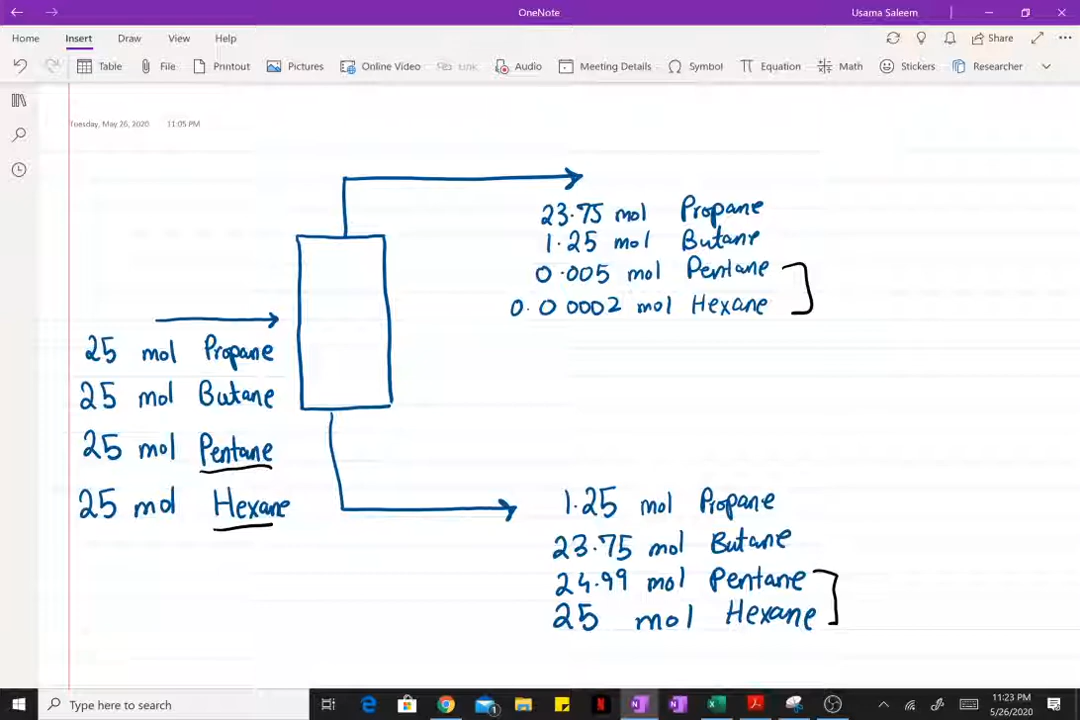 OneNote
Usama Saleem
Home Insert Draw View Help
Share
Table File Printout Pictures Online Video Link Audio Meeting Details Symbol Equation Math Stickers Researcher
Tuesday, May 26, 2020 11:05 PM
23.75 mol Propane
1.25 mol Butane
0.005 mol Pentane
0.00002 mol Hexane
25 mol Propane
25 mol Butane
25 mol Pentane
25 mol Hexane
1.25 mol Propane
23.75 mol Butane
24.99 mol Pentane
25 mol Hexane
Type here to search
11:23 PM
5/26/2020